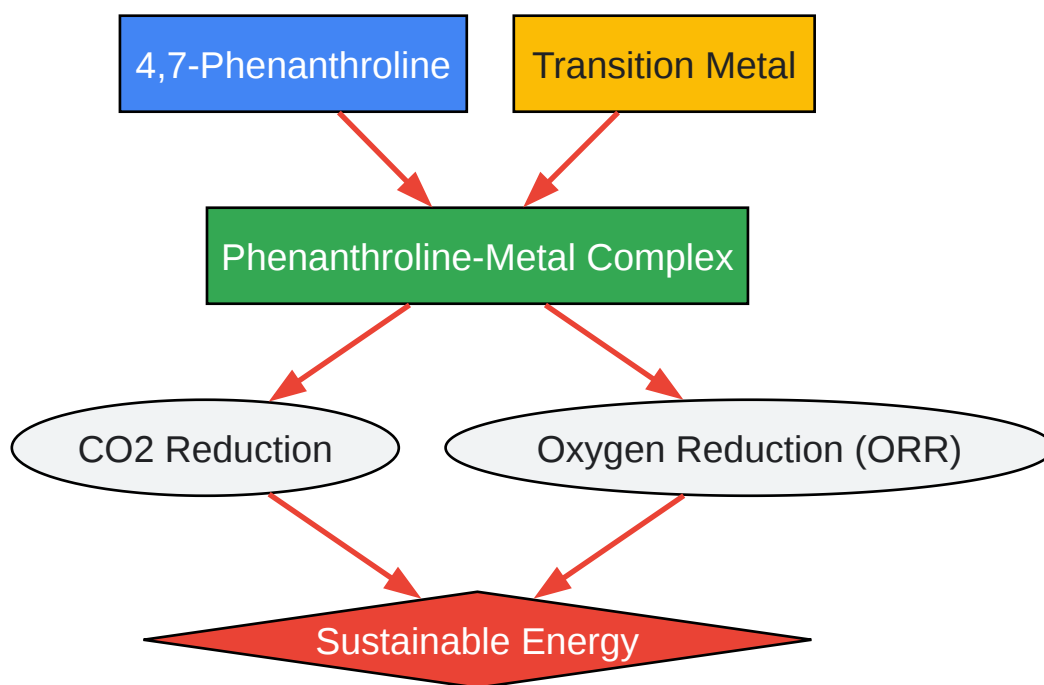 4,7-Phenanthroline
Transition Metal
Phenanthroline-Metal Complex
CO2 Reduction
Oxygen Reduction (ORR)
Sustainable Energy